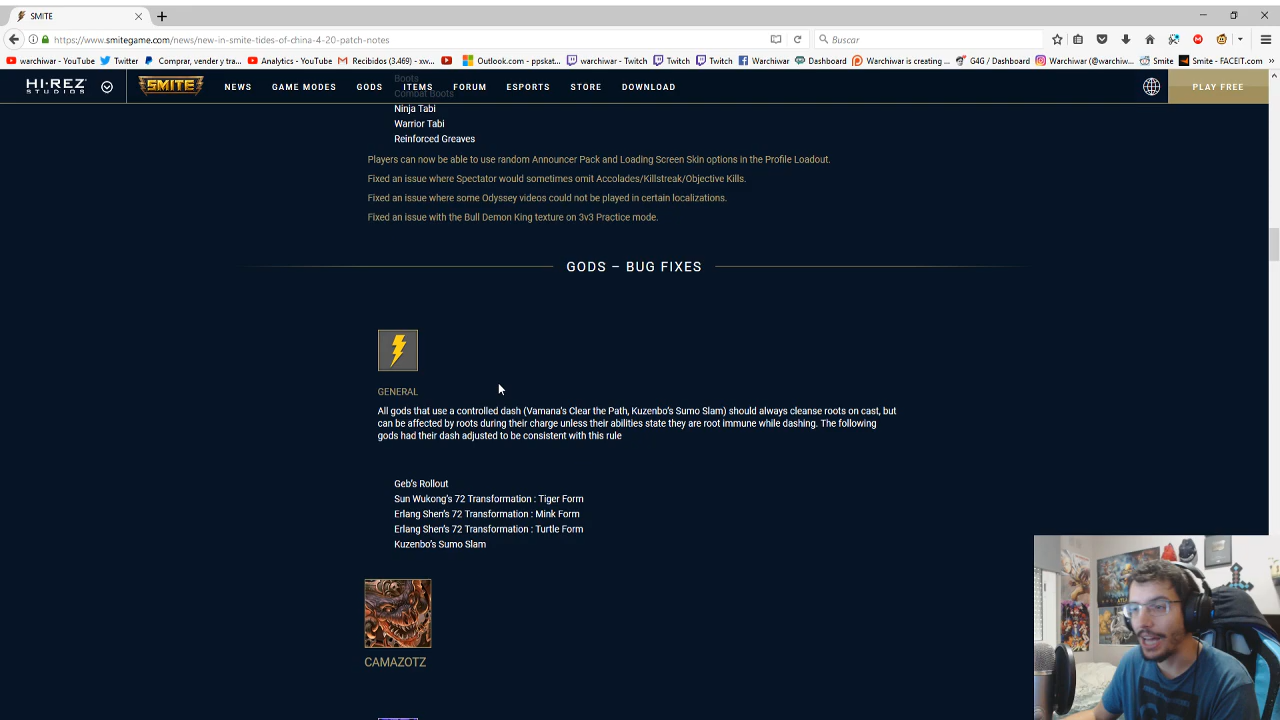 SMITE
https://www.smitegame.com/news/new-in-smite-tides-of-china-4-20-patch-notes
Buscar
warchiwar - YouTube Twitter Comprar, vender y tra... Analytics - YouTube Recibidos (3.469) - xw... Outlook.com - ppskat... warchiwar - Twitch Twitch Twitch Facebook Warchiwar Dashboard Warchiwar is creating ... G4G / Dashboard Warchiwar (@warchiw... Smite Smite - FACEIT.com
HI-REZ STUDIOS SMITE NEWS GAME MODES GODS ITEMS FORUM ESPORTS STORE DOWNLOAD PLAY FREE
Boots
Combat Boots
Ninja Tabi
Warrior Tabi
Reinforced Greaves
Players can now be able to use random Announcer Pack and Loading Screen Skin options in the Profile Loadout.
Fixed an issue where Spectator would sometimes omit Accolades/Killstreak/Objective Kills.
Fixed an issue where some Odyssey videos could not be played in certain localizations.
Fixed an issue with the Bull Demon King texture on 3v3 Practice mode.
GODS – BUG FIXES
GENERAL
All gods that use a controlled dash (Vamana's Clear the Path, Kuzenbo's Sumo Slam) should always cleanse roots on cast, but
can be affected by roots during their charge unless their abilities state they are root immune while dashing. The following
gods had their dash adjusted to be consistent with this rule
Geb's Rollout
Sun Wukong's 72 Transformation : Tiger Form
Erlang Shen's 72 Transformation : Mink Form
Erlang Shen's 72 Transformation : Turtle Form
Kuzenbo's Sumo Slam
CAMAZOTZ